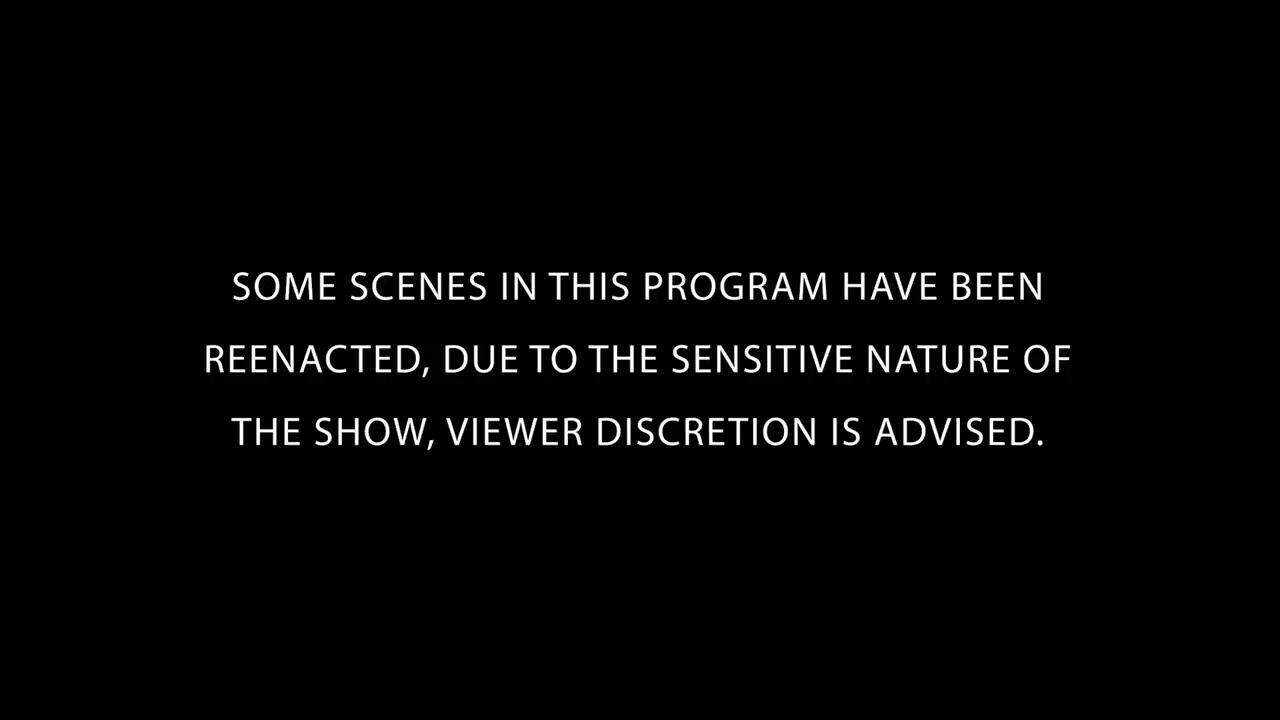 SOME SCENES IN THIS PROGRAM HAVE BEEN
REENACTED, DUE TO THE SENSITIVE NATURE OF
THE SHOW, VIEWER DISCRETION IS ADVISED.